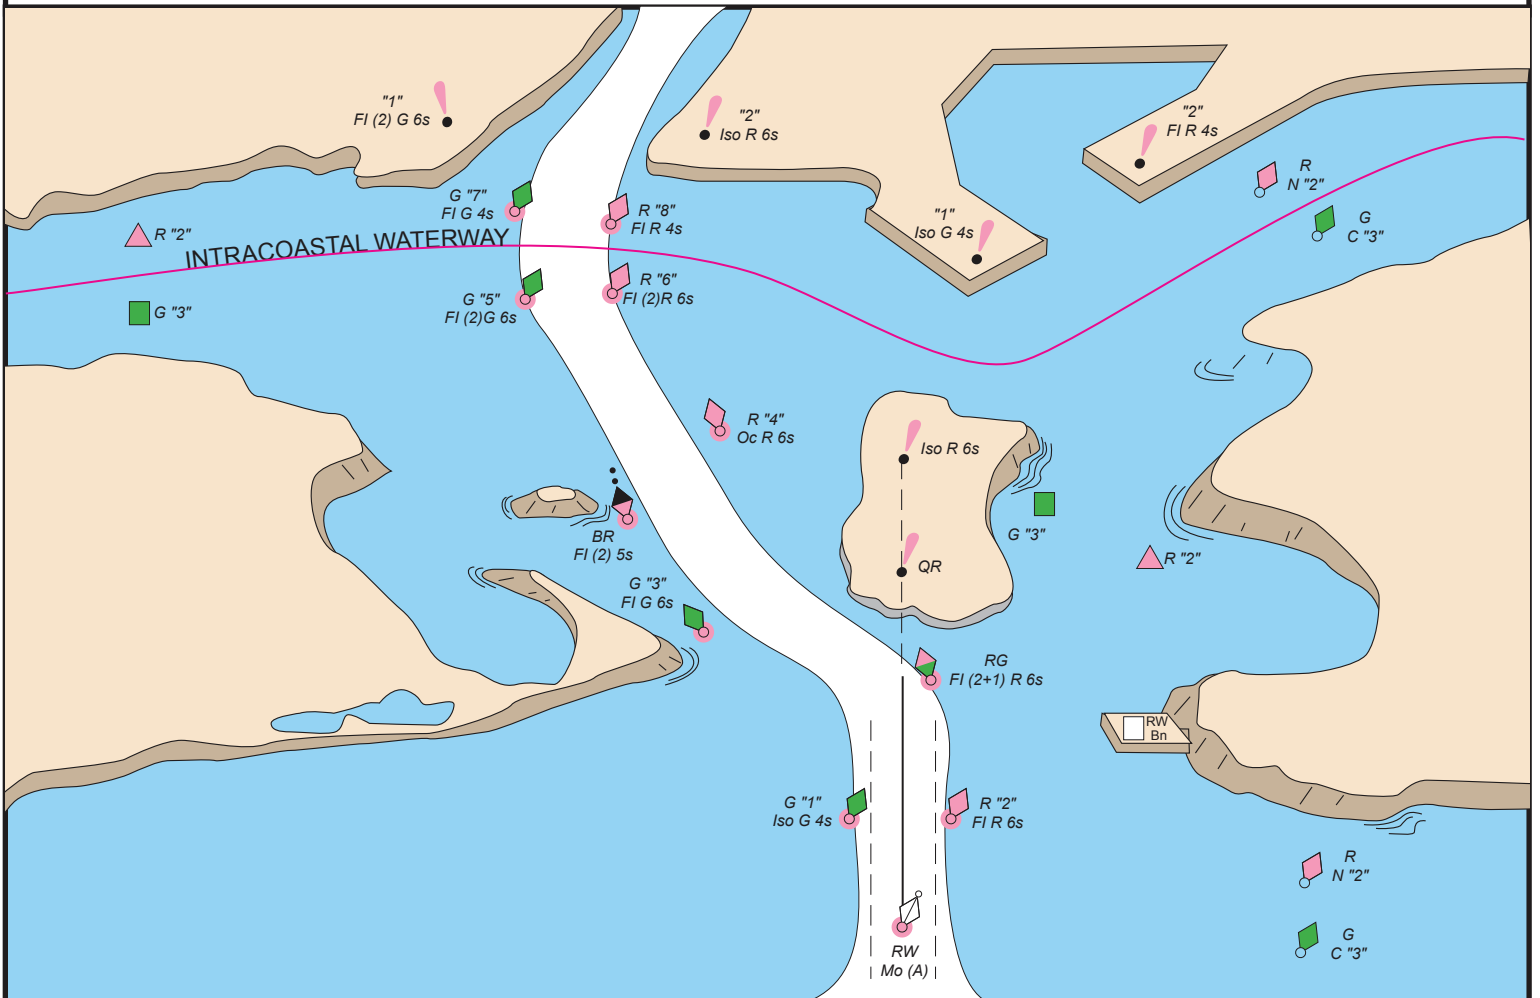 "1"
Fl (2) G 6s
"2"
Iso R 6s
"2"
Fl R 4s
R
N "2"
G
C "3"
"1"
Iso G 4s
G "7"
Fl G 4s
R "8"
Fl R 4s
R "2"
INTRACOASTAL WATERWAY
G "3"
G "5"
Fl (2)G 6s
R "6"
Fl (2)R 6s
R "4"
Oc R 6s
Iso R 6s
G "3"
BR
Fl (2) 5s
R "2"
QR
G "3"
Fl G 6s
RG
Fl (2+1) R 6s
RW
Bn
G "1"
Iso G 4s
R "2"
Fl R 6s
R
N "2"
G
C "3"
RW
Mo (A)